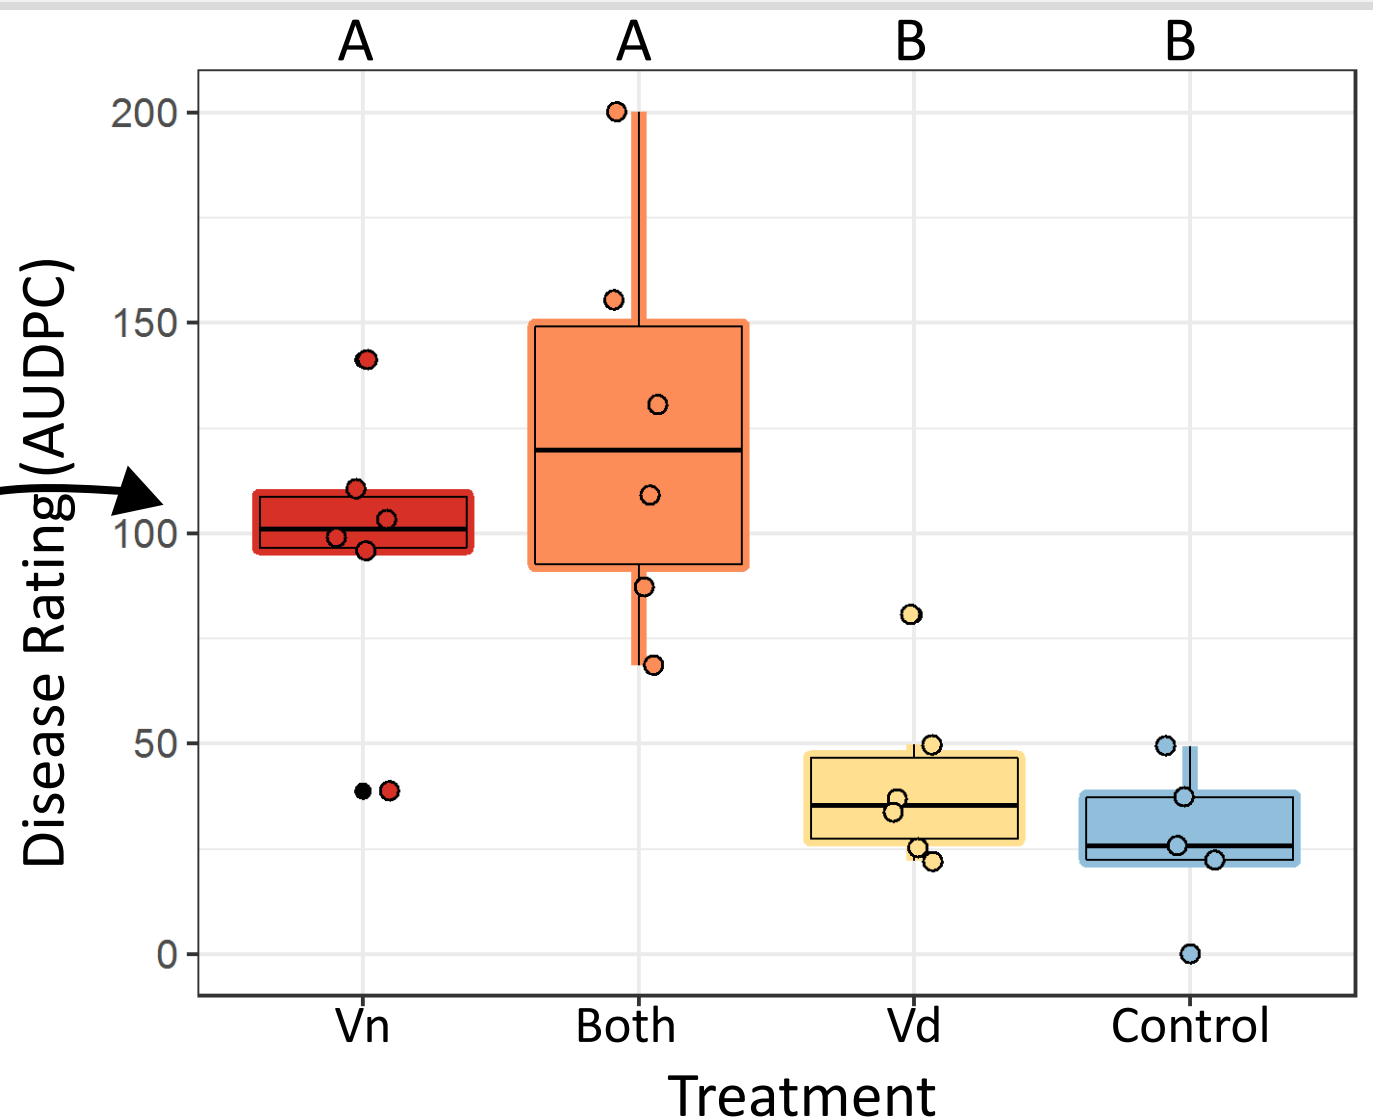 A A B B
200
150
100
50
0
Disease Rating (AUDPC)
Vn Both Vd Control
Treatment